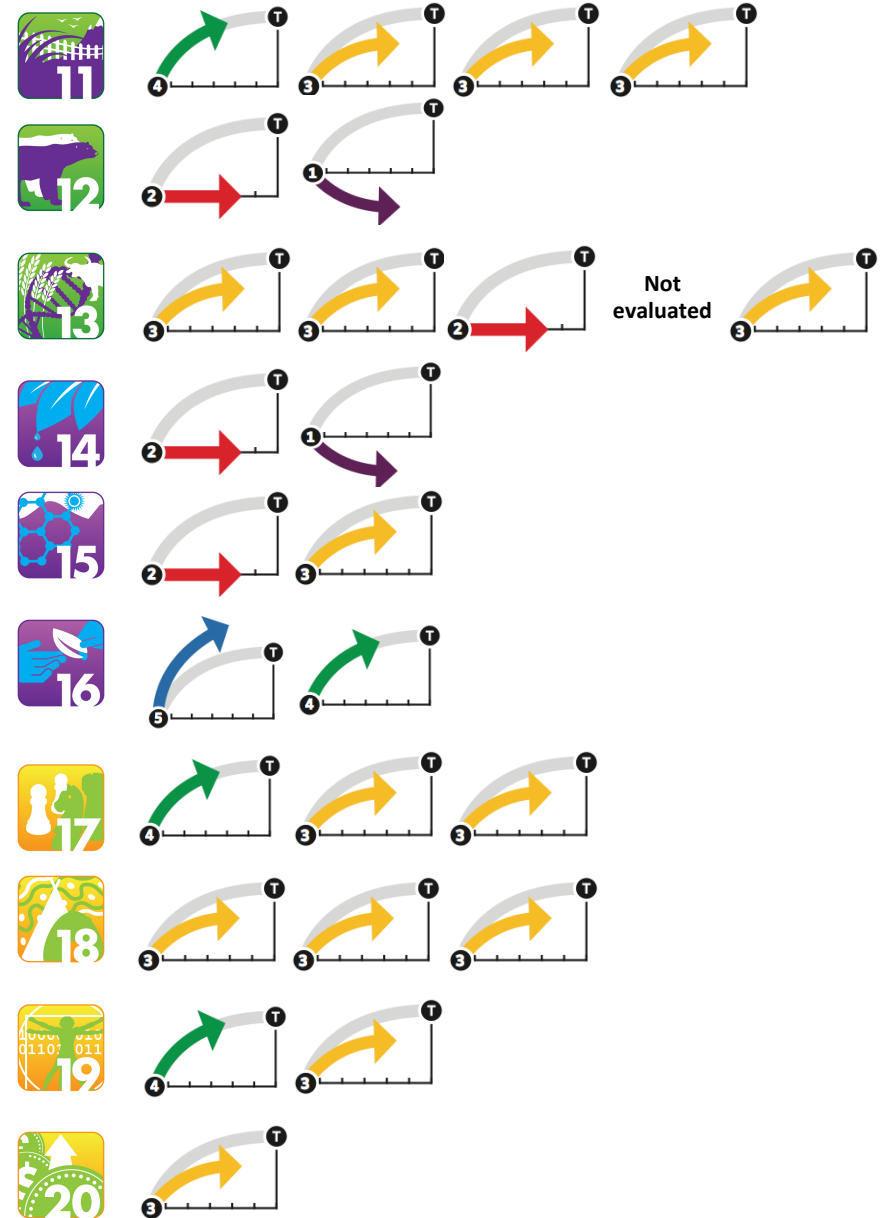 11
4 T 3 T 3 T 3 T
12
2 T 1 T
13
3 T 3 T 2 T Not evaluated 3 T
14
2 T 1 T
15
2 T 3 T
16
5 T 4 T
17
4 T 3 T 3 T
18
3 T 3 T 3 T
19
4 T 3 T
20
3 T